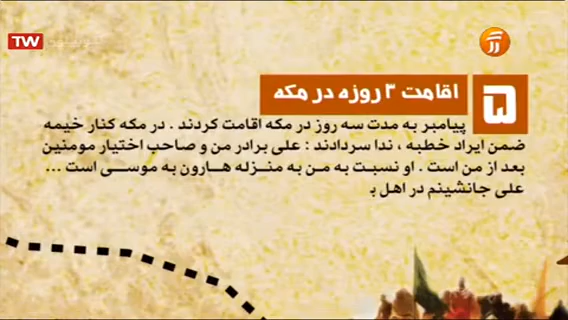 TW
۵
اقامت ۳ روزه در مکه
پیامبر به مدت سه روز در مکه اقامت کردند . در مکه کنار خیمه
ضمن ایراد خطبه ، ندا سردادند : علی برادر من و صاحب اختیار مومنین
بعد از من است . او نسبت به من به منزله هارون به موسی است ...
علی جانشینم در اهل ب